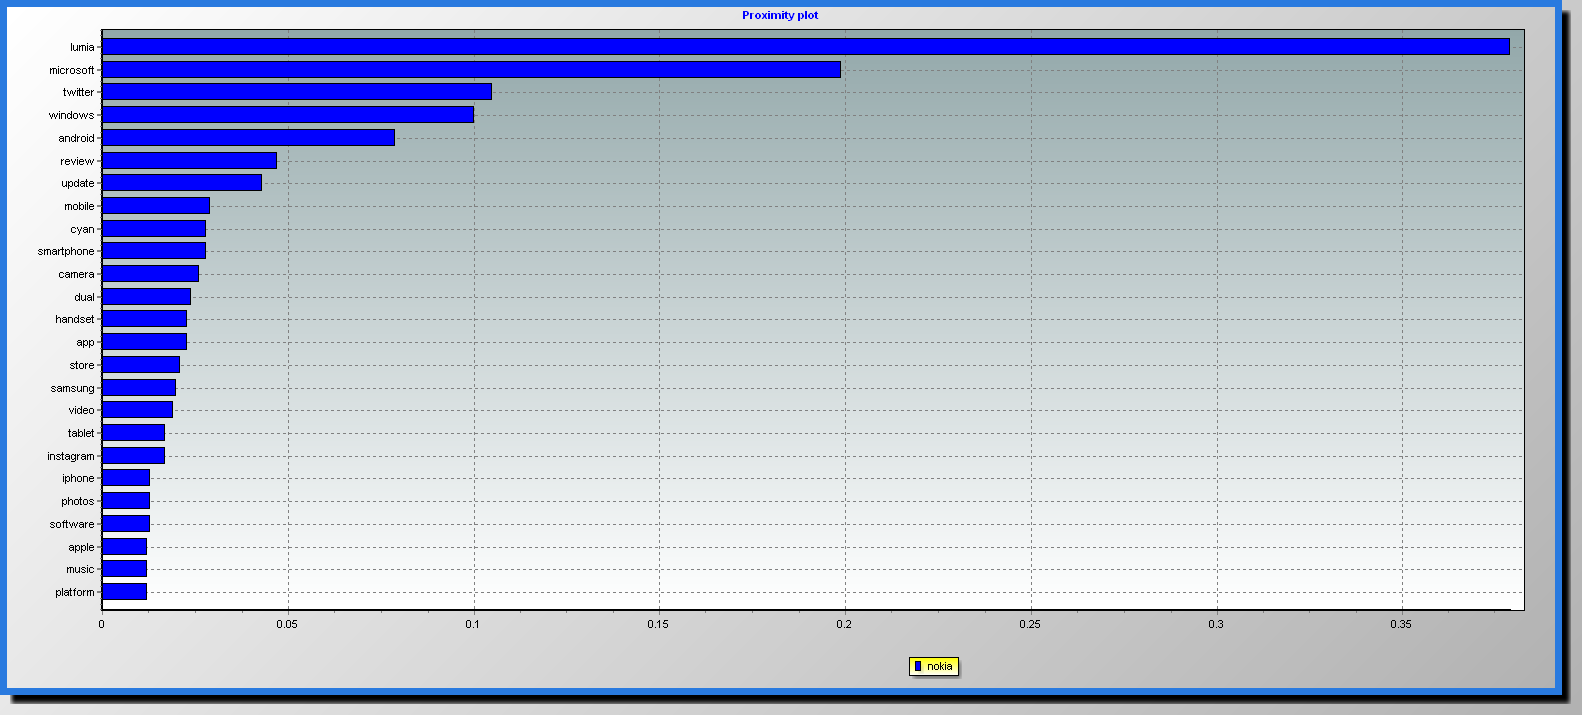 Proximity plot
lumia
microsoft
twitter
windows
android
review
update
mobile
cyan
smartphone
camera
dual
handset
app
store
samsung
video
tablet
instagram
iphone
photos
software
apple
music
platform
0 0.05 0.1 0.15 0.2 0.25 0.3 0.35
nokia